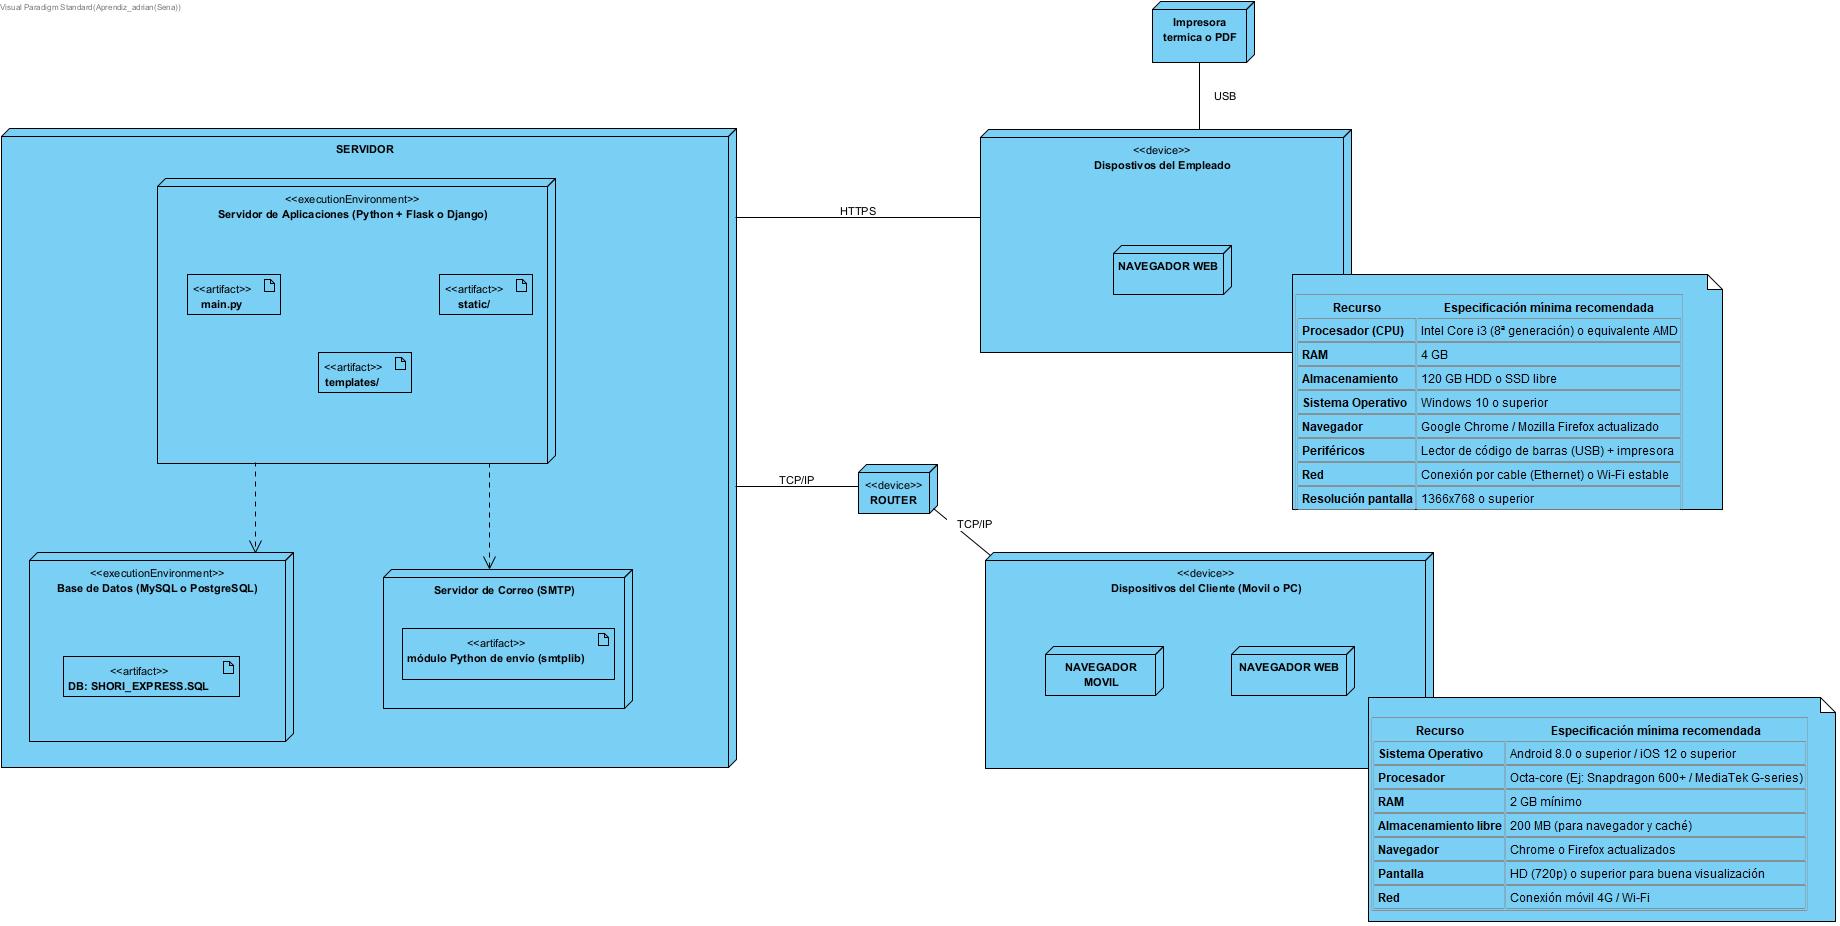 Visual Paradigm Standard(Aprendiz_adrian(Sena))
Impresora
termica o PDF
USB
SERVIDOR
<<executionEnvironment>>
Servidor de Aplicaciones (Python + Flask o Django)
<<artifact>>
main.py
<<artifact>>
static/
<<artifact>>
templates/
HTTPS
<<device>>
Dispostivos del Empleado
NAVEGADOR WEB
Recurso Especificación mínima recomendada
Procesador (CPU) Intel Core i3 (8ª generación) o equivalente AMD
RAM 4 GB
Almacenamiento 120 GB HDD o SSD libre
Sistema Operativo Windows 10 o superior
Navegador Google Chrome / Mozilla Firefox actualizado
Periféricos Lector de código de barras (USB) + impresora
Red Conexión por cable (Ethernet) o Wi-Fi estable
Resolución pantalla 1366x768 o superior
TCP/IP
<<device>>
ROUTER
TCP/IP
<<executionEnvironment>>
Base de Datos (MySQL o PostgreSQL)
<<artifact>>
DB: SHORI_EXPRESS.SQL
Servidor de Correo (SMTP)
<<artifact>>
módulo Python de envío (smtplib)
<<device>>
Dispositivos del Cliente (Movil o PC)
NAVEGADOR
MOVIL
NAVEGADOR WEB
Recurso Especificación mínima recomendada
Sistema Operativo Android 8.0 o superior / iOS 12 o superior
Procesador Octa-core (Ej: Snapdragon 600+ / MediaTek G-series)
RAM 2 GB mínimo
Almacenamiento libre 200 MB (para navegador y caché)
Navegador Chrome o Firefox actualizados
Pantalla HD (720p) o superior para buena visualización
Red Conexión móvil 4G / Wi-Fi